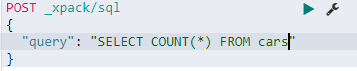 POST _xpack/sql
{
  "query": "SELECT COUNT(*) FROM cars"
}